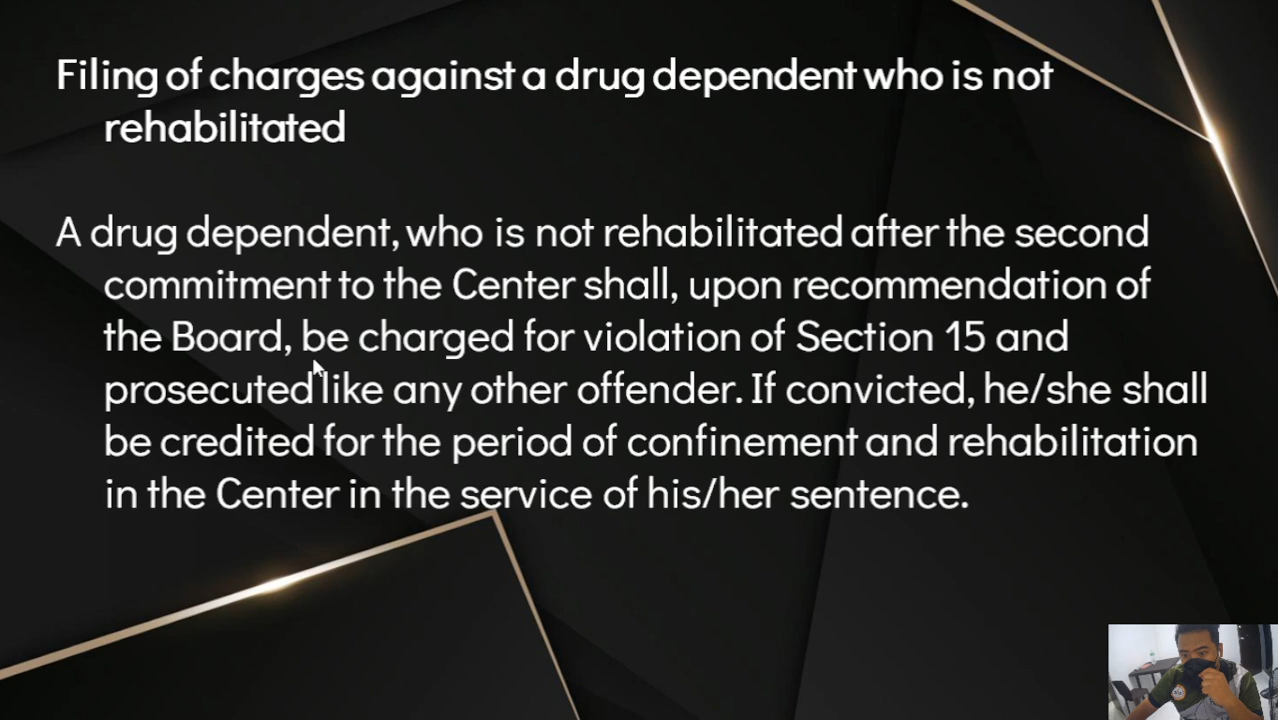 Filing of charges against a drug dependent who is not
rehabilitated
A drug dependent, who is not rehabilitated after the second
commitment to the Center shall, upon recommendation of
the Board, be charged for violation of Section 15 and
prosecuted like any other offender. If convicted, he/she shall
be credited for the period of confinement and rehabilitation
in the Center in the service of his/her sentence.